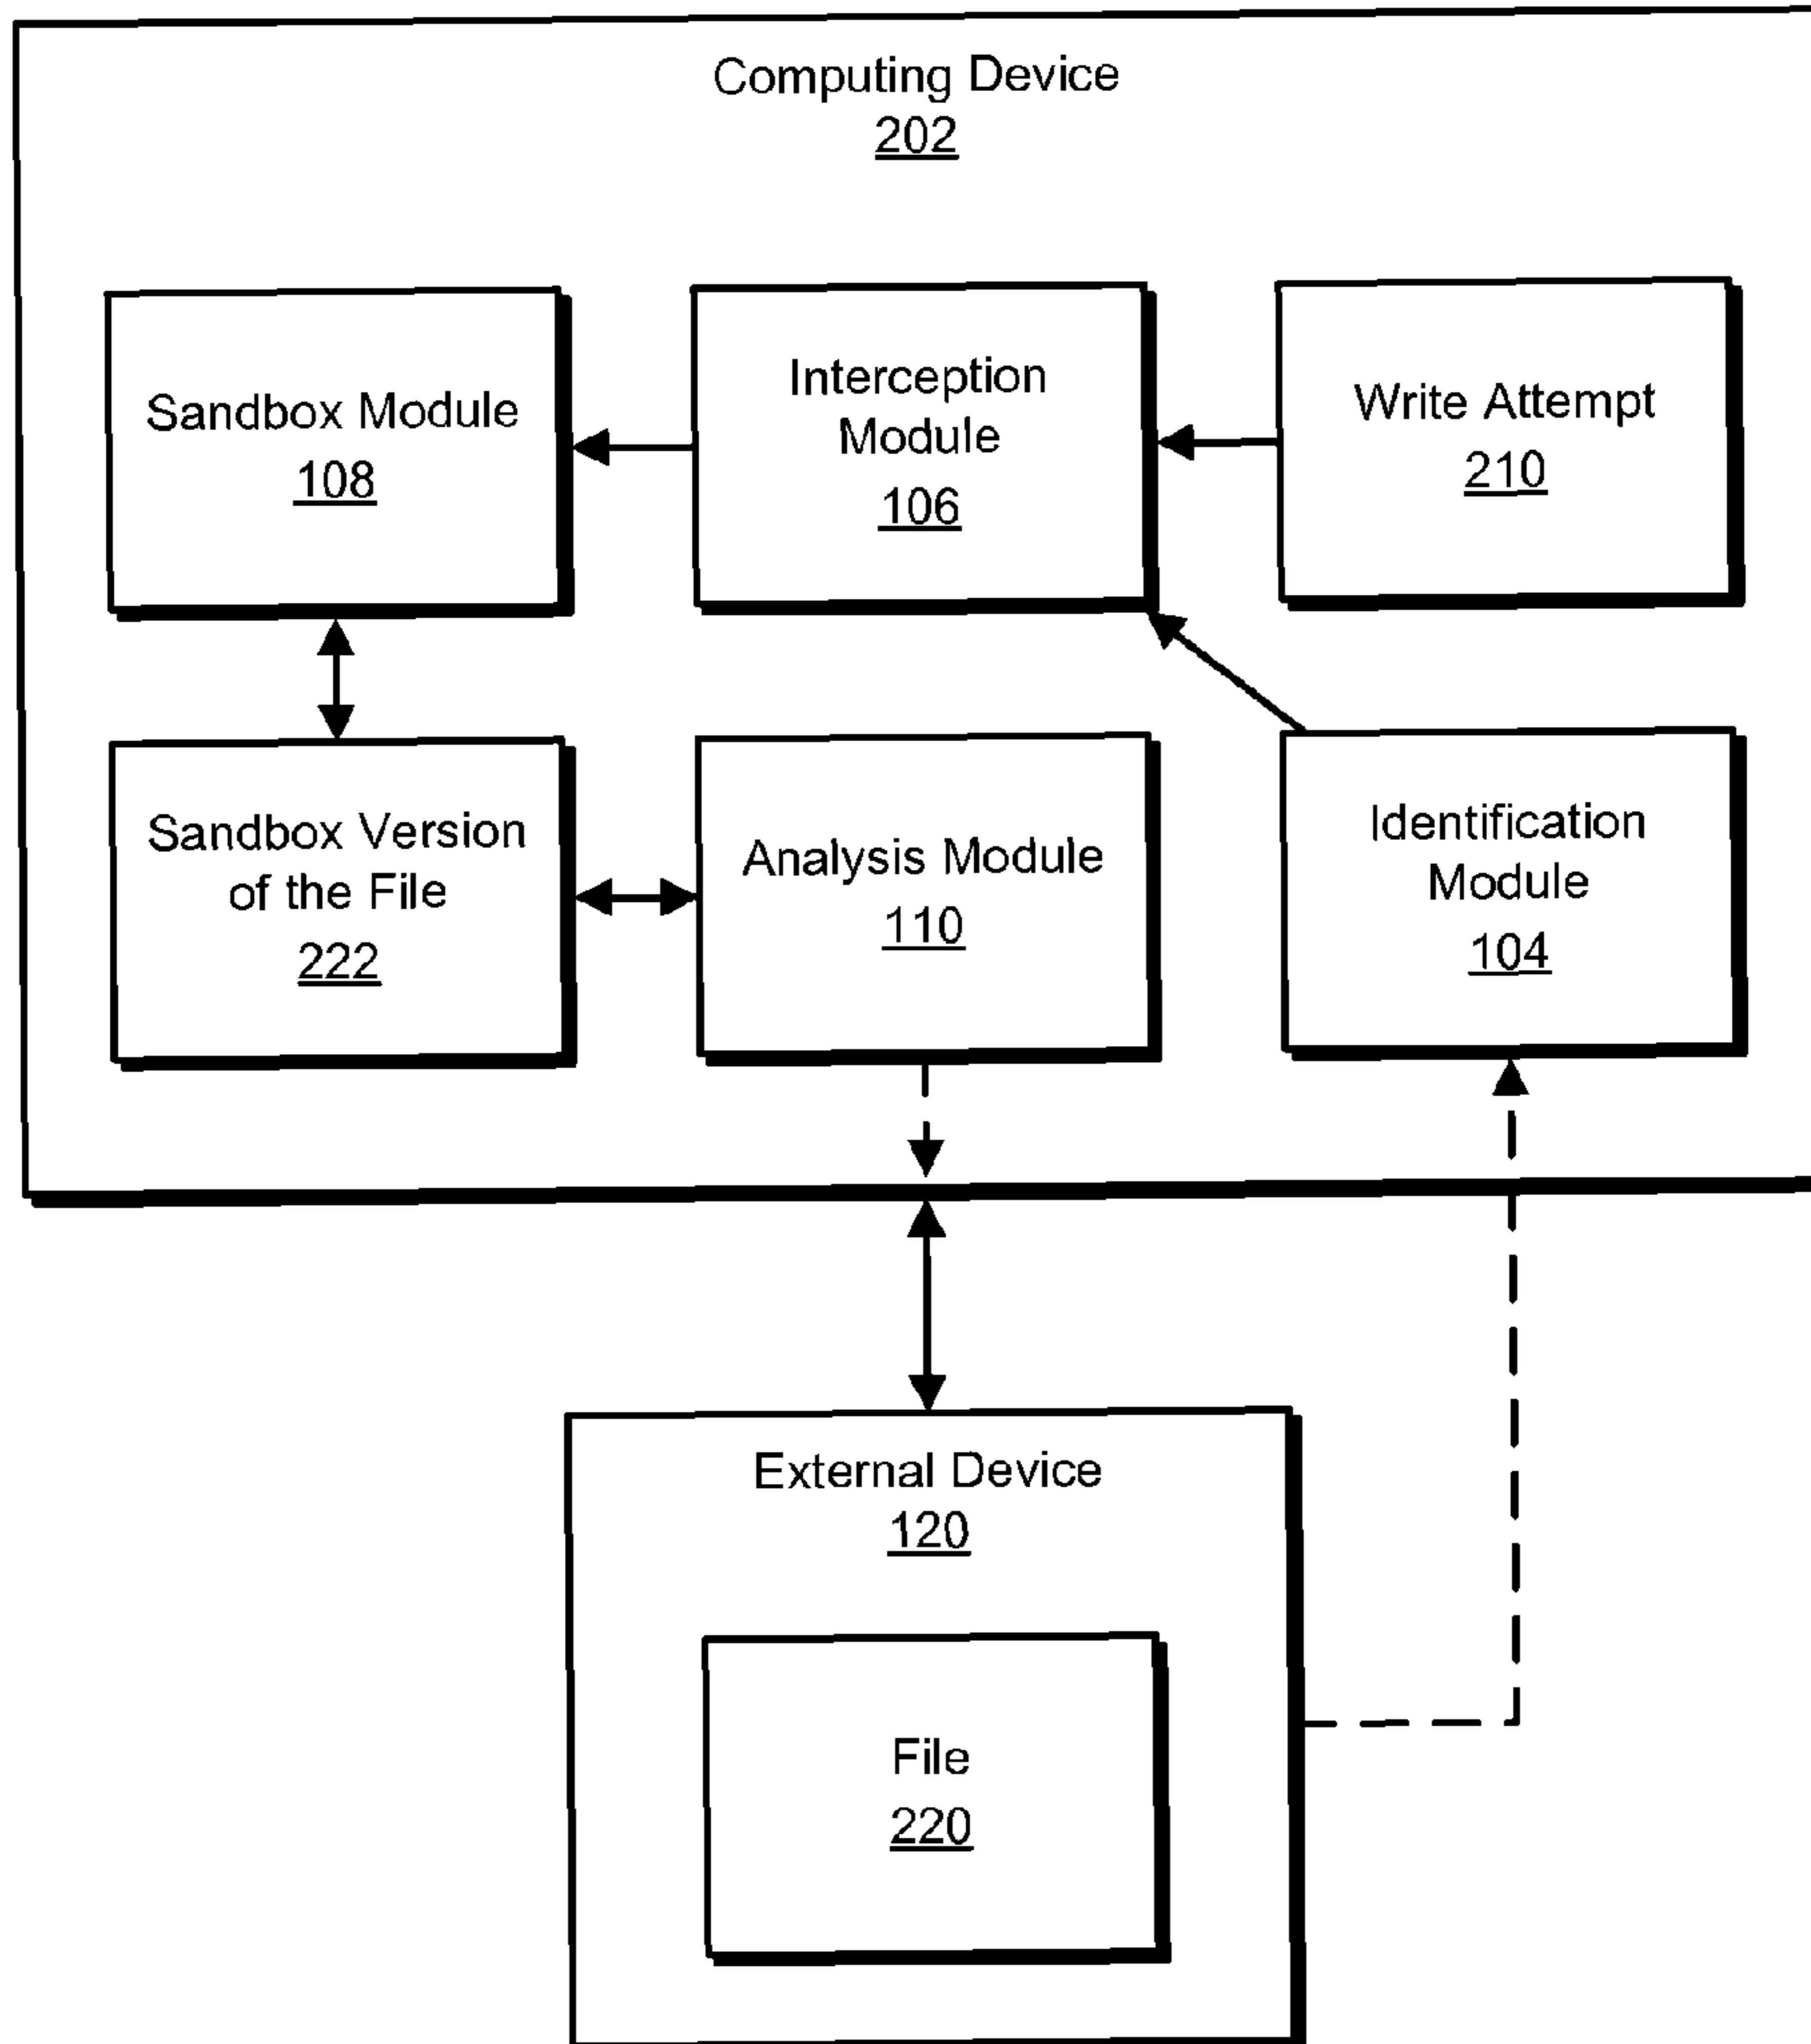 Computing Device
202
Sandbox Module
108
Interception
Module
106
Write Attempt
210
Sandbox Version
of the File
222
Analysis Module
110
Identification
Module
104
External Device
120
File
220